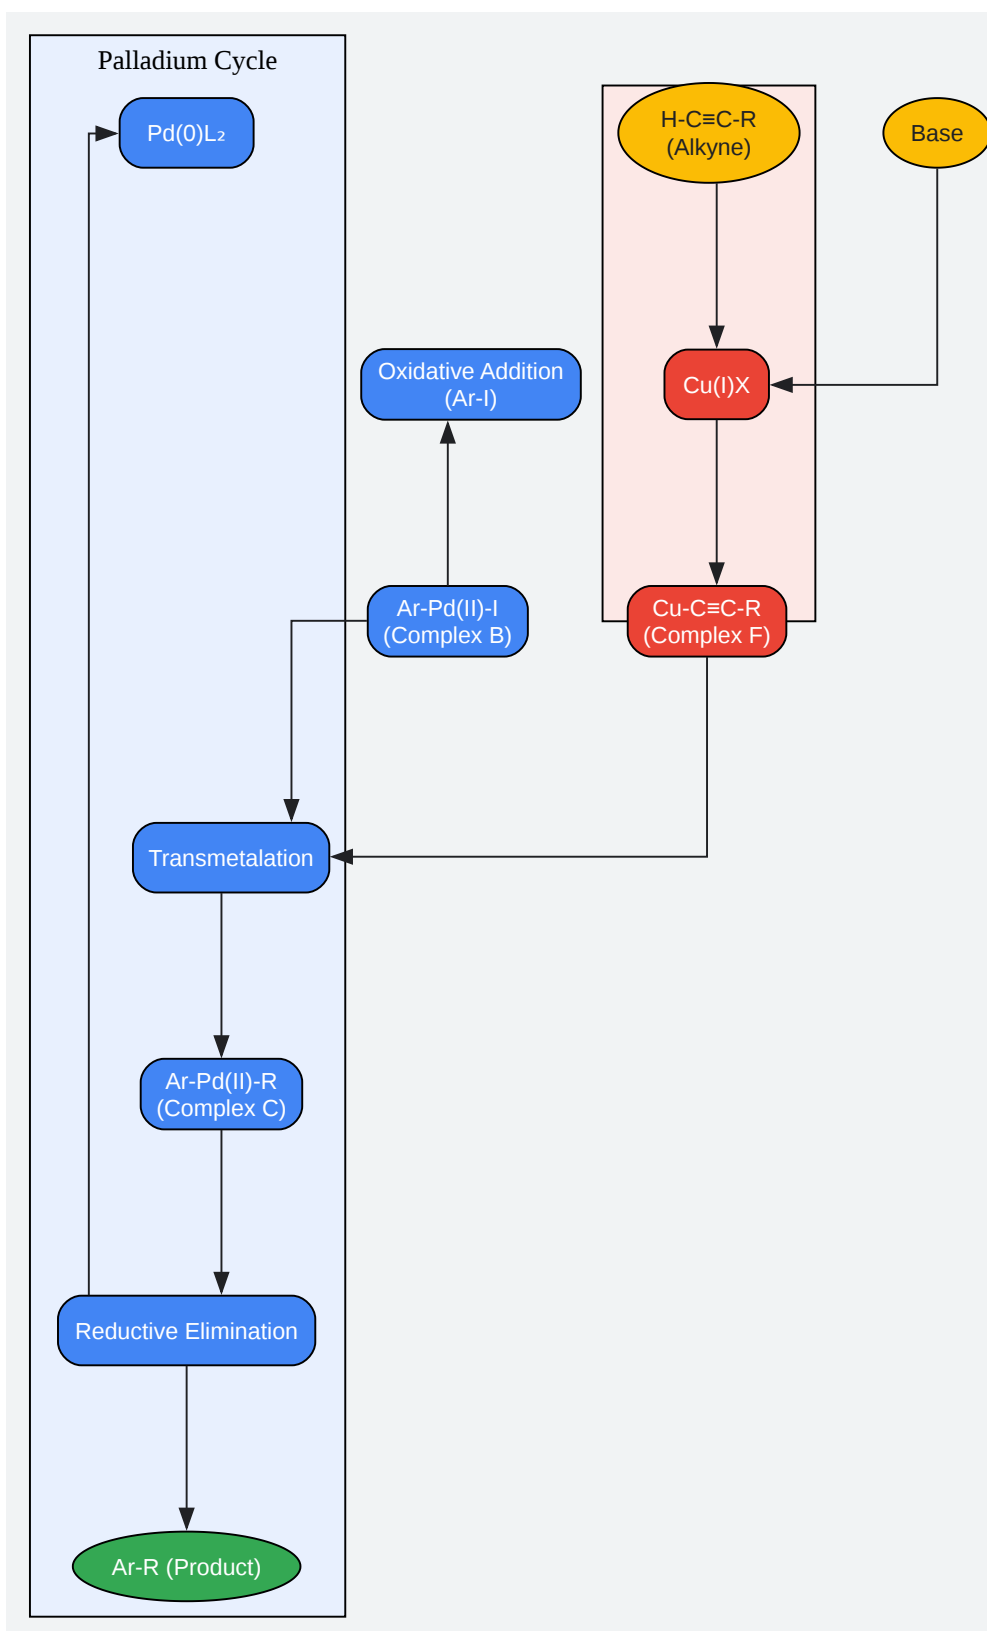 Palladium Cycle
Pd(0)L₂
H-C≡C-R
(Alkyne)
Base
Oxidative Addition
(Ar-I)
Cu(I)X
Ar-Pd(II)-I
(Complex B)
Cu-C≡C-R
(Complex F)
Transmetalation
Ar-Pd(II)-R
(Complex C)
Reductive Elimination
Ar-R (Product)